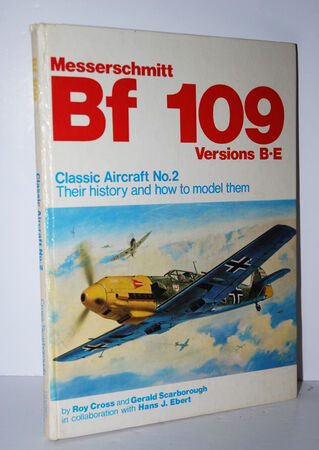 Messerschmitt
Bf 109
Versions B-E
Classic Aircraft No.2
Their history and how to model them
by Roy Cross and Gerald Scarborough
in collaboration with Hans J. Ebert
Classic Aircraft No. 2